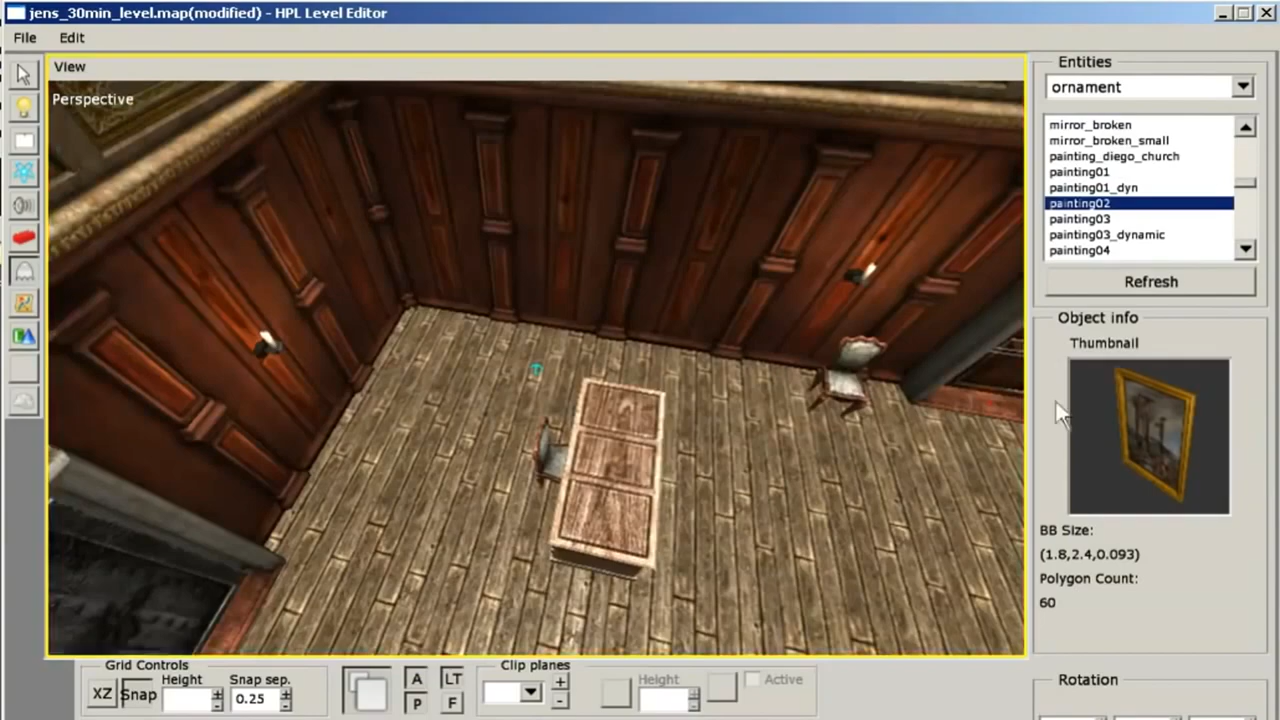 jens_30min_level.map(modified) - HPL Level Editor
File Edit
View
Perspective
Entities
ornament
mirror_broken
mirror_broken_small
painting_diego_church
painting01
painting01_dyn
painting02
painting03
painting03_dynamic
painting04
Refresh
Object info
Thumbnail
BB Size:
(1.8,2.4,0.093)
Polygon Count:
60
Rotation
Grid Controls
XZ Snap
Height
Snap sep.
0.25
A
P
LT
F
Clip planes
+
-
Height
Active